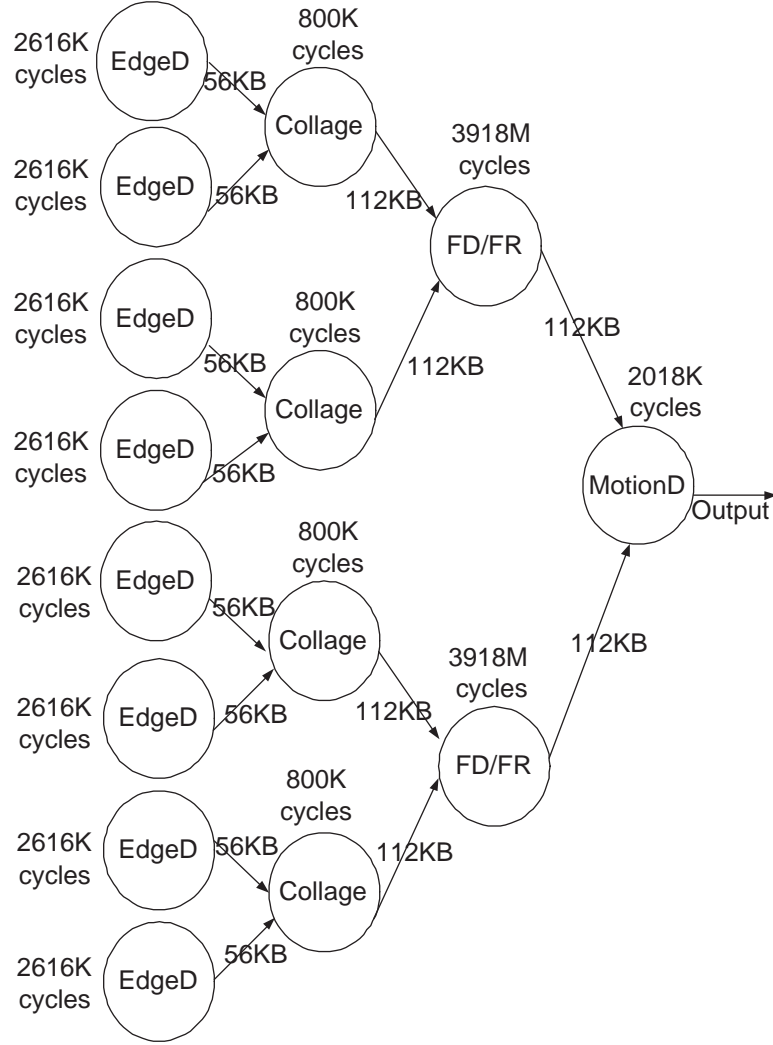 800K
cycles
2616K
cycles
EdgeD
56KB
Collage
3918M
cycles
2616K
cycles
EdgeD
56KB
112KB
FD/FR
2616K
cycles
EdgeD
800K
cycles
56KB
112KB
112KB
Collage
2018K
cycles
2616K
cycles
EdgeD
56KB
MotionD
Output
800K
cycles
2616K
cycles
EdgeD
56KB
Collage
112KB
3918M
cycles
2616K
cycles
EdgeD
56KB
112KB
FD/FR
800K
cycles
2616K
cycles
EdgeD
56KB
112KB
Collage
56KB
2616K
cycles
EdgeD